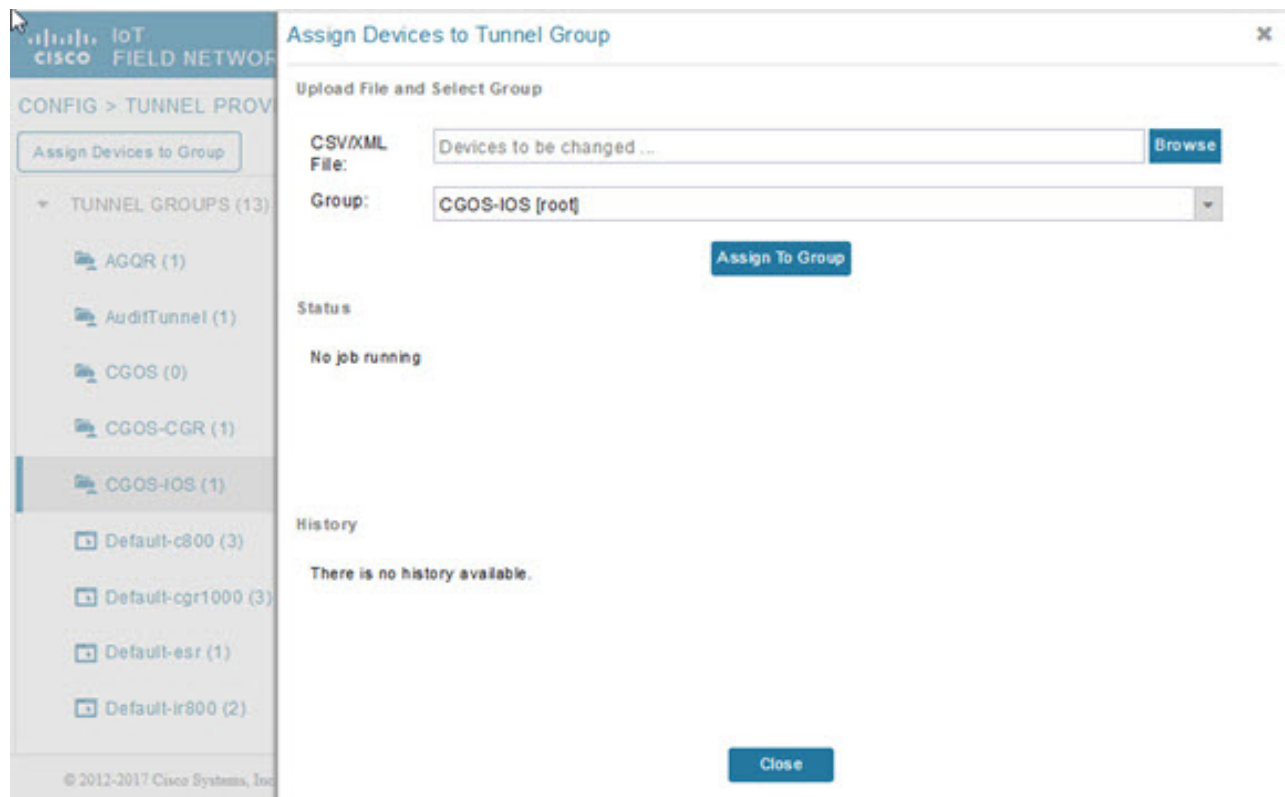 IoT
CISCO FIELD NETWOR
CONFIG > TUNNEL PROV
Assign Devices to Group
TUNNEL GROUPS (13)
AGQR (1)
AuditTunnel (1)
CGOS (0)
CGOS-CGR (1)
CGOS-IOS (1)
Default-c800 (3)
Default-cgr1000 (3)
Default-esr (1)
Default-ir800 (2)
© 2012-2017 Cisco Systems, Inc
Assign Devices to Tunnel Group
Upload File and Select Group
CSV/XML File:
Devices to be changed ...
Browse
Group:
CGOS-IOS [root]
Assign To Group
Status
No job running
History
There is no history available.
Close